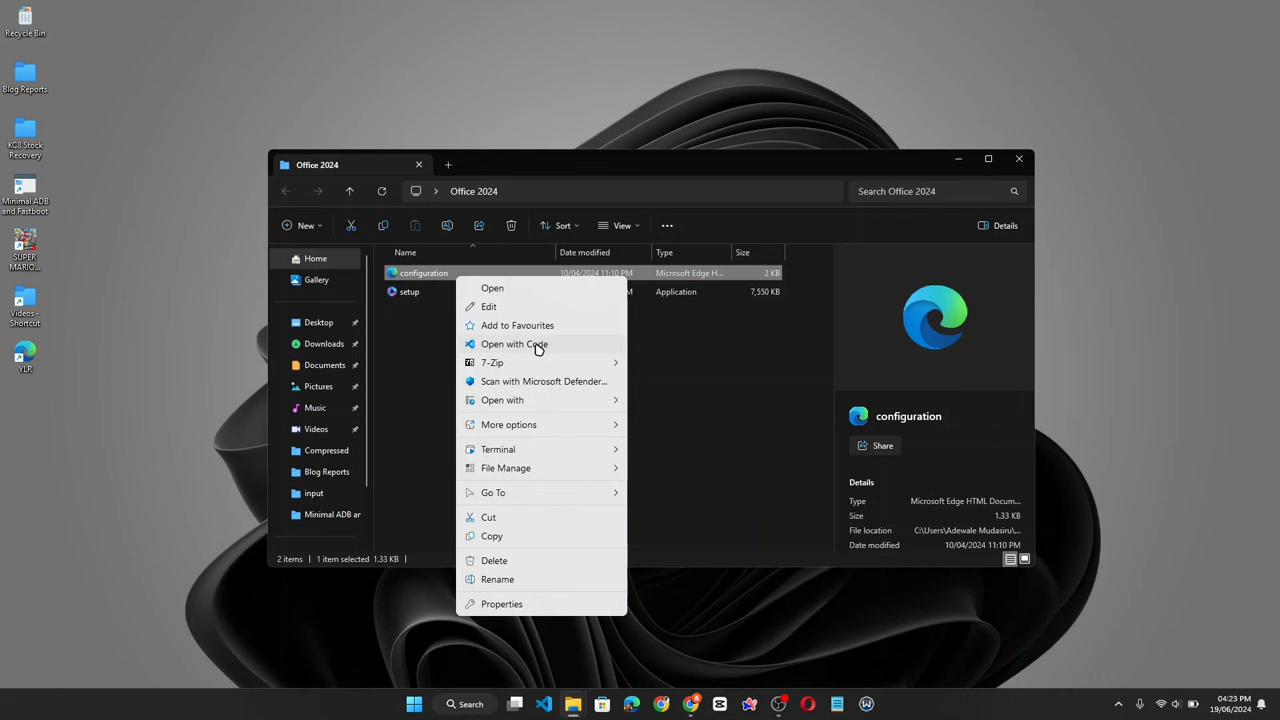 Recycle Bin
Blog Reports
KG8 Stock
Recovery
Minimal ADB
and Fastboot
SUPER
MARIO...
Videos -
Shortcut
YLR
Office 2024
Office 2024
Search Office 2024
New
Sort
View
Details
Name
Date modified
Type
Size
Home
Gallery
Desktop
Downloads
Documents
Pictures
Music
Videos
Compressed
Blog Reports
input
Minimal ADB ar
configuration
10/04/2024 11:10 PM
Microsoft Edge H...
2 KB
setup
M
Application
7,550 KB
Open
Edit
Add to Favourites
Open with Code
7-Zip
Scan with Microsoft Defender...
Open with
More options
Terminal
File Manage
Go To
Cut
Copy
Delete
Rename
Properties
configuration
Share
Details
Type
Microsoft Edge HTML Docum...
Size
1.33 KB
File location
C:\Users\Adewale Mudasiru\...
Date modified
10/04/2024 11:10 PM
2 items
1 item selected 1.33 KB
Search
04:23 PM
19/06/2024